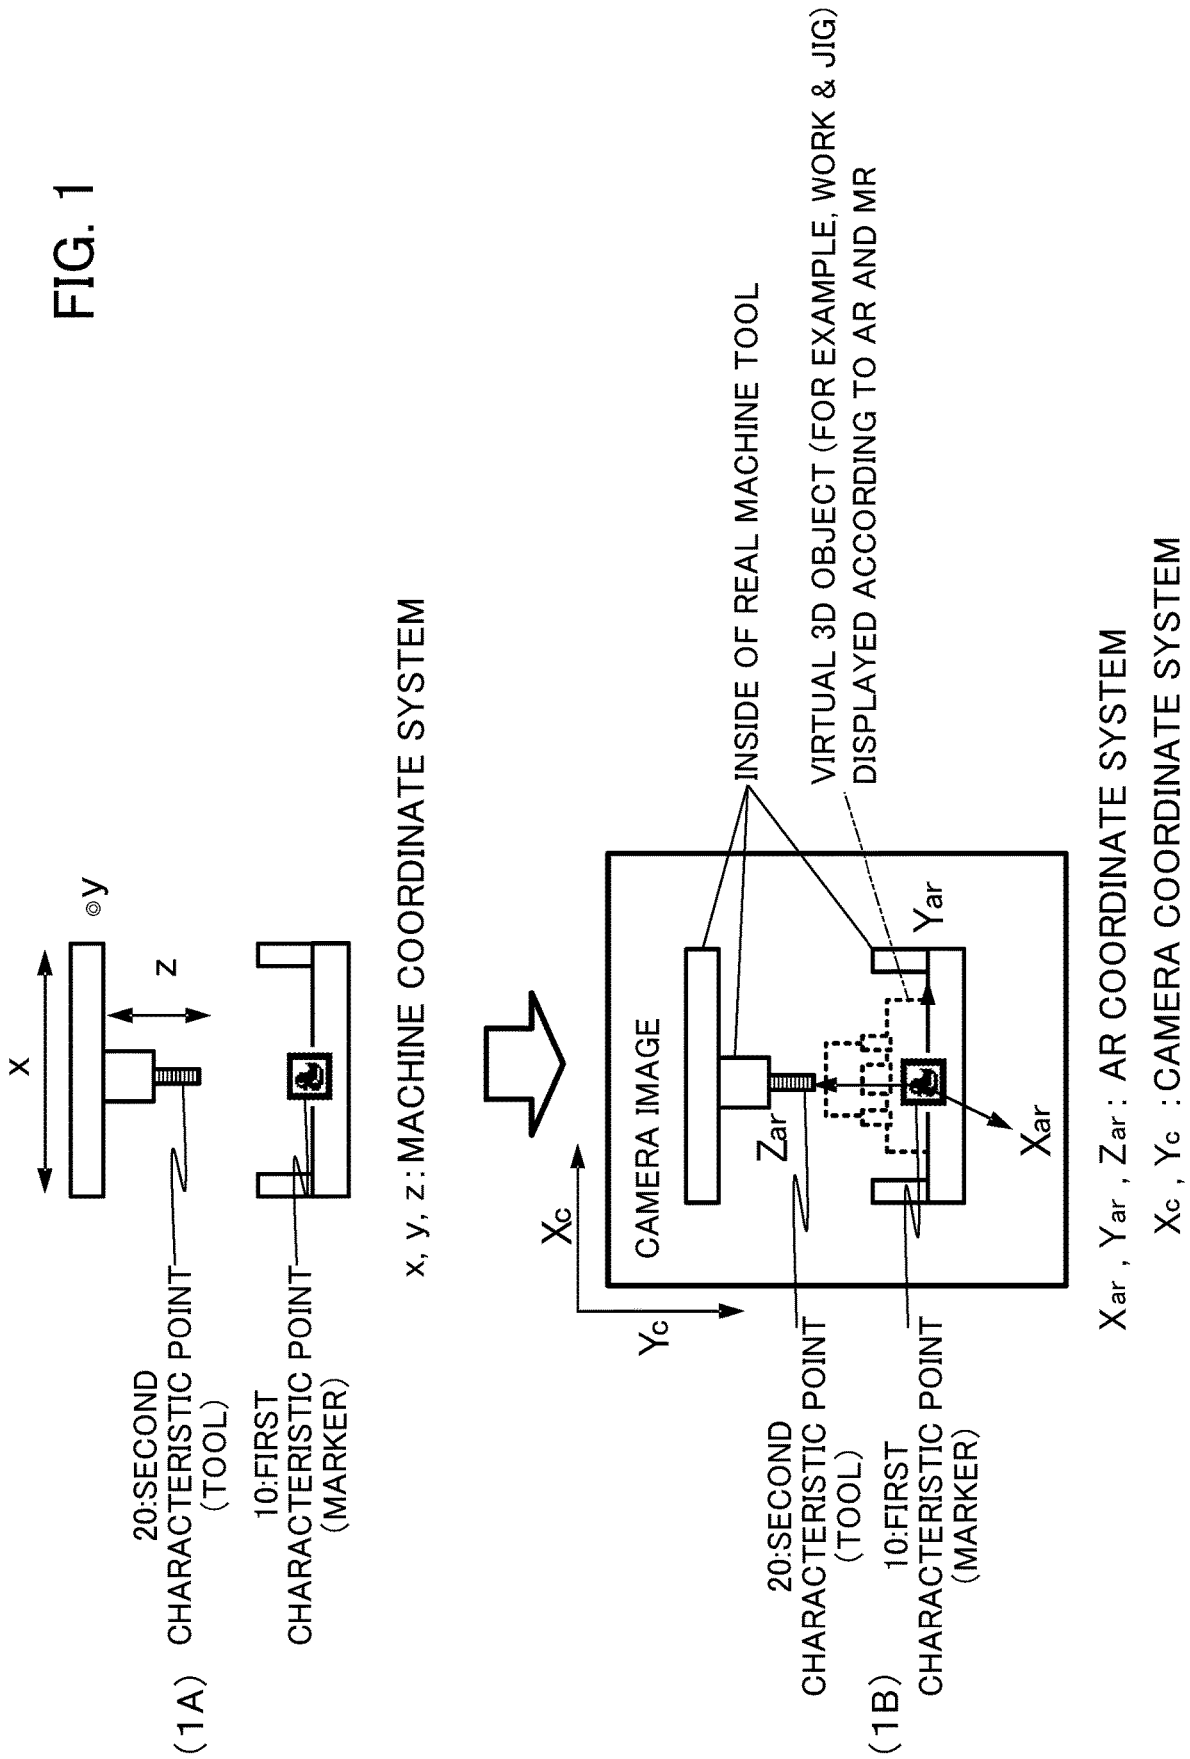 FIG. 1
(1A)
x
y
z
20:SECOND
CHARACTERISTIC POINT
(TOOL)
10:FIRST
CHARACTERISTIC POINT
(MARKER)
x, y, z : MACHINE COORDINATE SYSTEM
(1B)
Xc
Yc
CAMERA IMAGE
Zar
Yar
Xar
20:SECOND
CHARACTERISTIC POINT
(TOOL)
10:FIRST
CHARACTERISTIC POINT
(MARKER)
INSIDE OF REAL MACHINE TOOL
VIRTUAL 3D OBJECT (FOR EXAMPLE, WORK & JIG)
DISPLAYED ACCORDING TO AR AND MR
Xar , Yar , Zar : AR COORDINATE SYSTEM
Xc , Yc : CAMERA COORDINATE SYSTEM